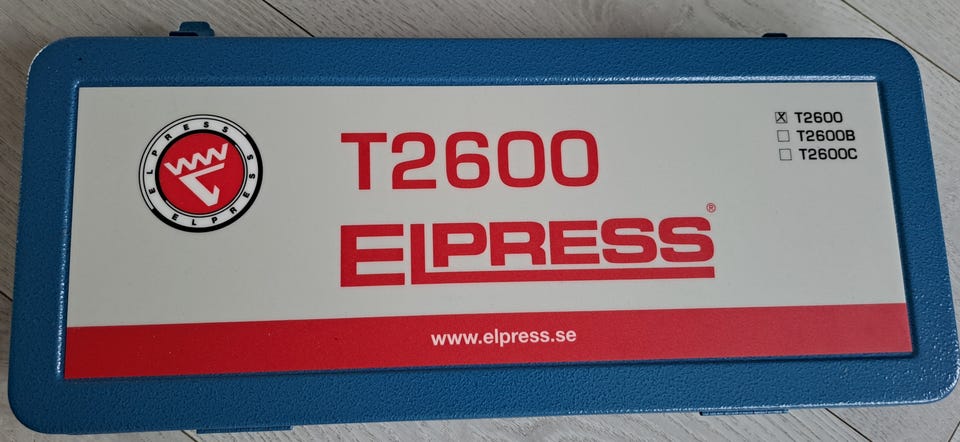 ELPRESS
ELPRESS
T2600
ELPRESS®
www.elpress.se
☒ T2600
☐ T2600B
☐ T2600C